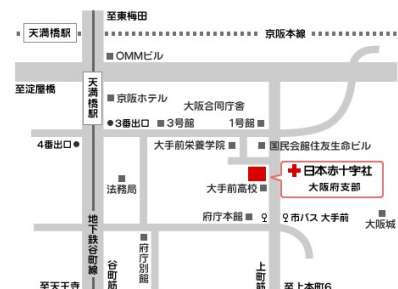 至東梅田
天満橋駅
京阪本線
OMMビル
至淀屋橋
天満橋駅
京阪ホテル
大阪合同庁舎
3番出口
3号館
1号館
4番出口
大手前栄養学院
国民会館住友生命ビル
日本赤十字社
大阪府支部
法務局
大手前高校
府庁本館
市バス 大手前
大阪城
地下鉄谷町線
谷町筋
府庁別館
上町筋
至天王寺
至上本町6